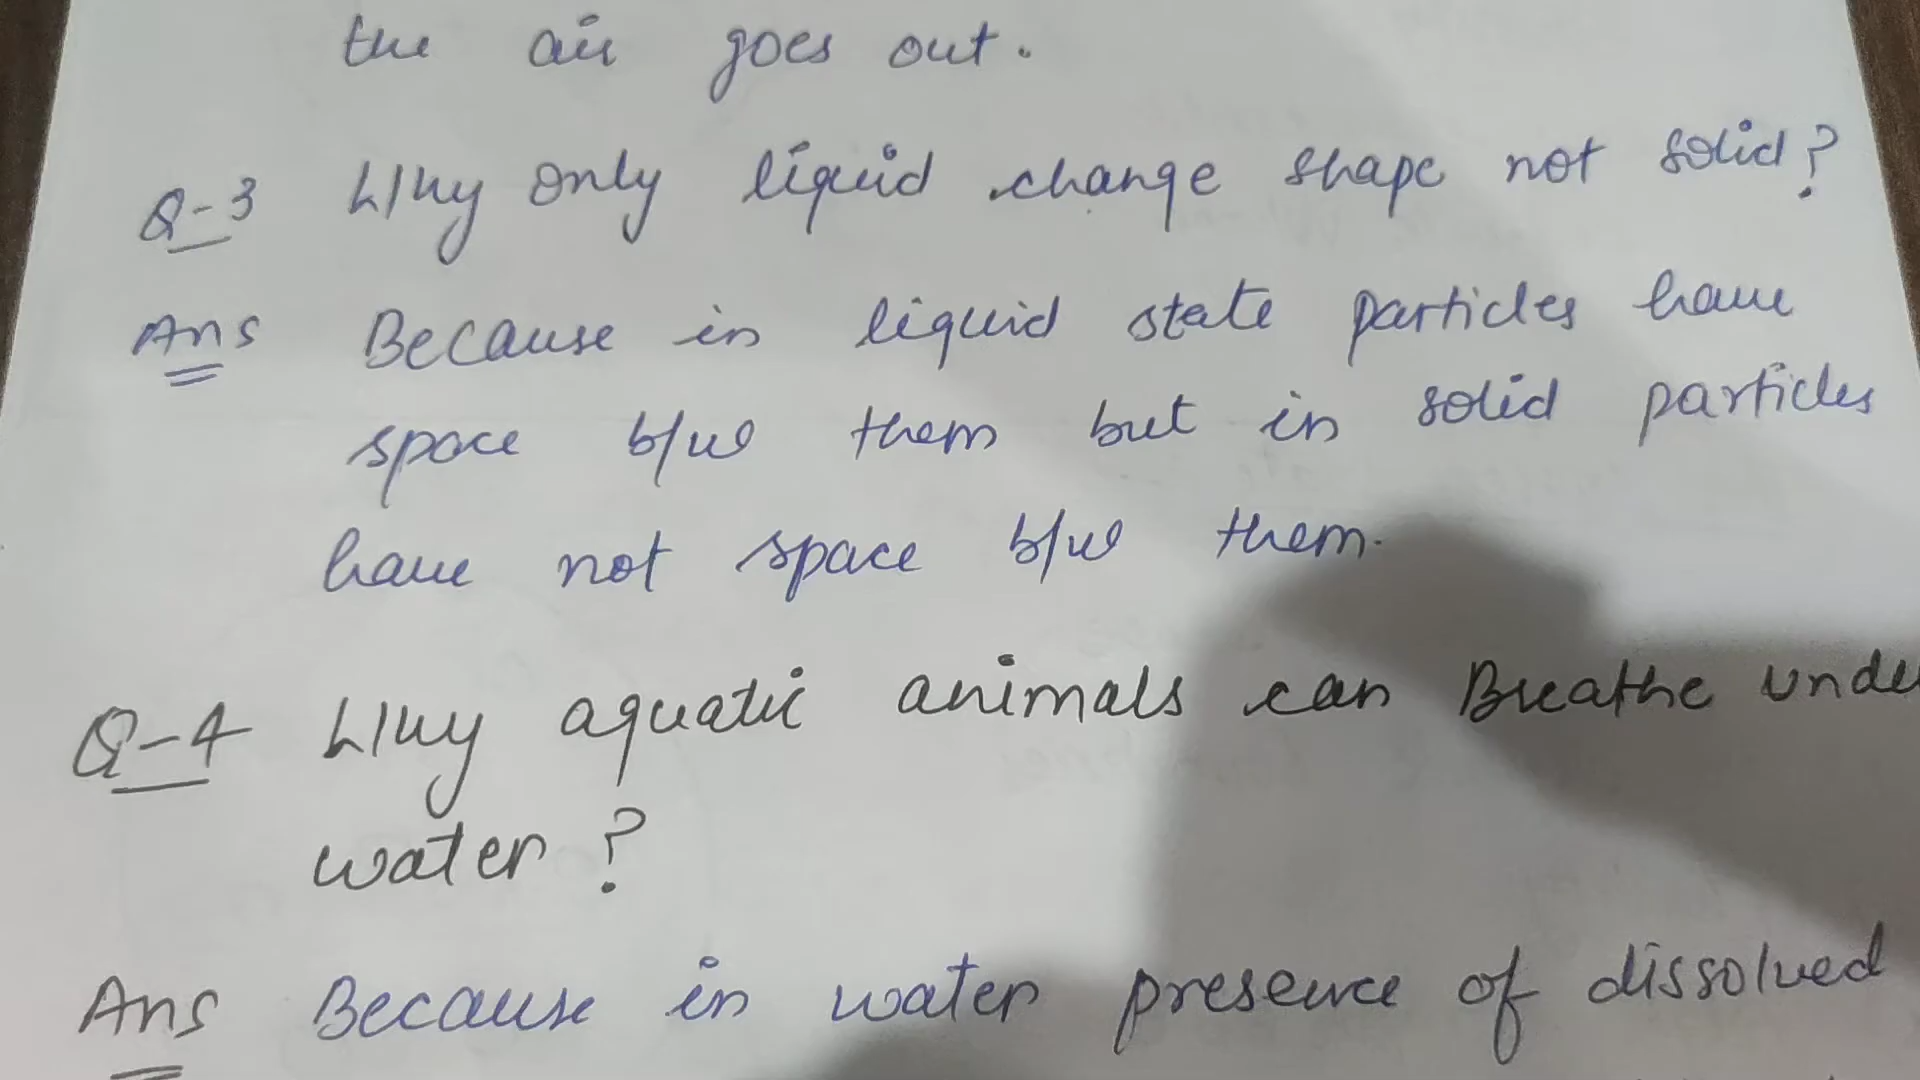 the air goes out.
Q-3 Why only liquid change shape not solid?
Ans Because in liquid state particles have
space b/w them but in solid particles
have not space b/w them.
Q-4 Why aquatic animals can Breathe unde
water ?
Ans Because in water presence of dissolved